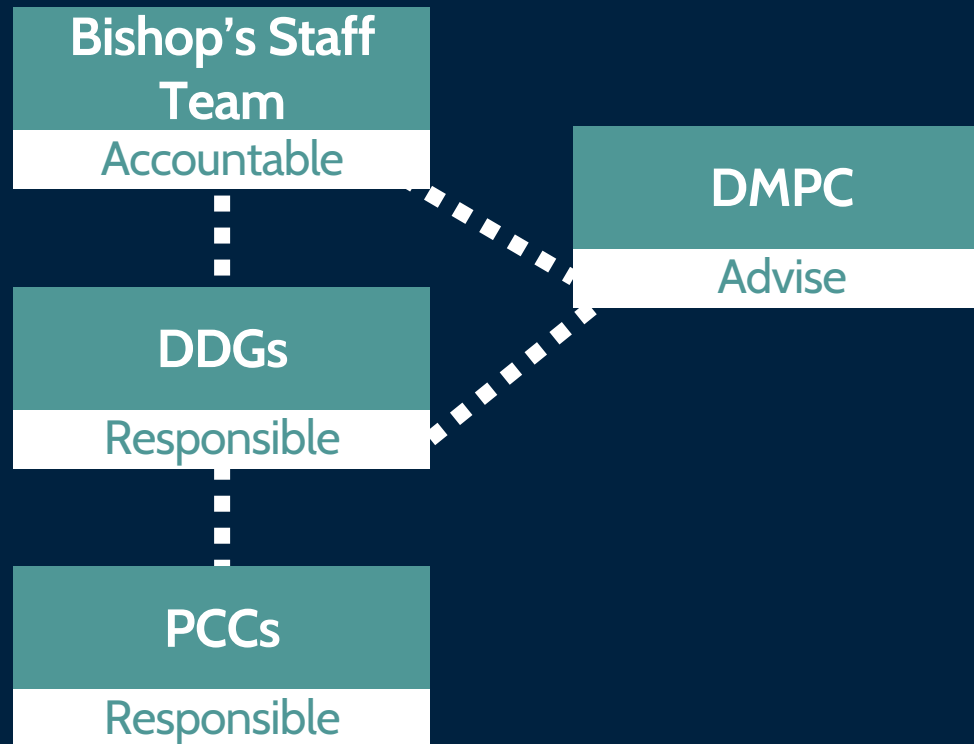 Bishop’s Staff
Team
Accountable
DMPC
Advise
DDGs
Responsible
PCCs
Responsible